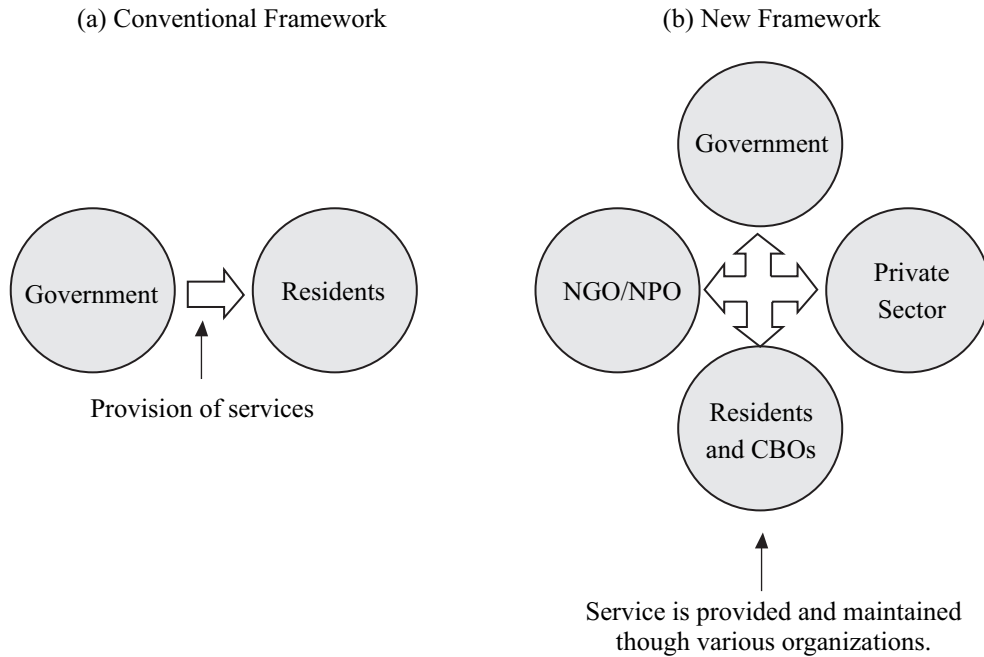 (a) Conventional Framework
Government
Residents
Provision of services
(b) New Framework
Government
NGO/NPO
Private
Sector
Residents
and CBOs
Service is provided and maintained
though various organizations.